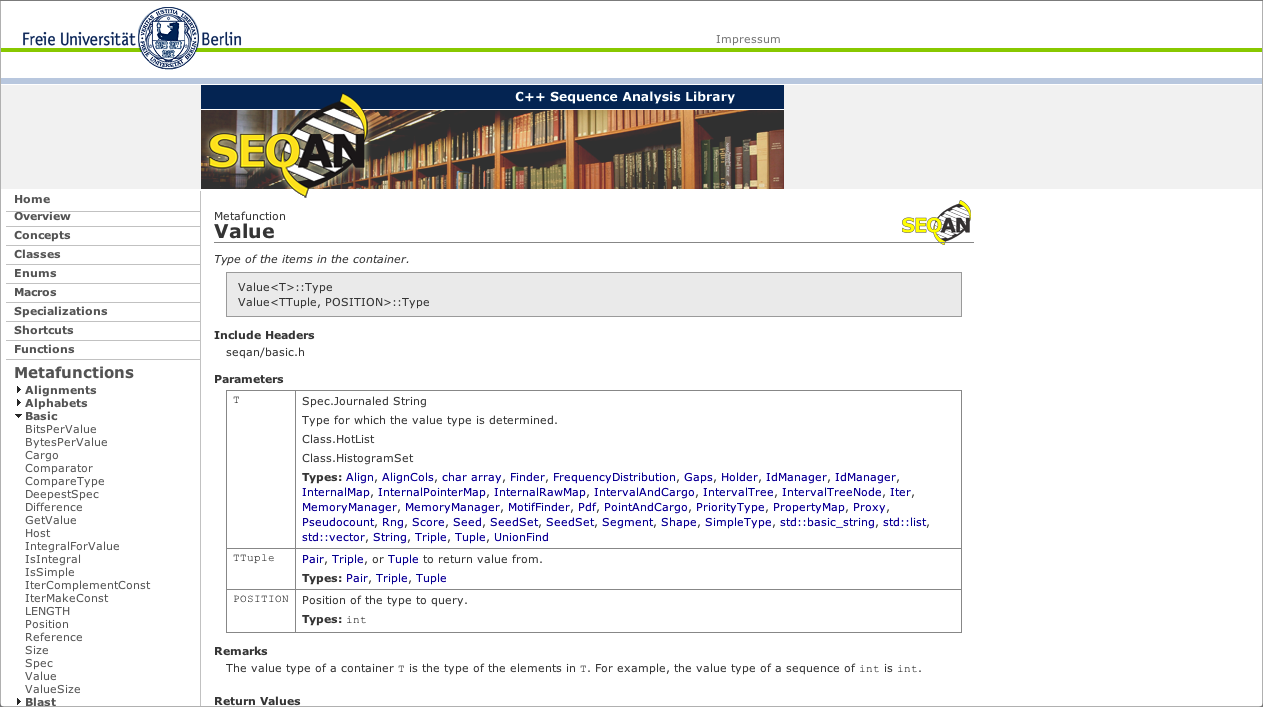 Freie Universität Berlin
Impressum
C++ Sequence Analysis Library
SEQAN
Home
Overview
Concepts
Classes
Enums
Macros
Specializations
Shortcuts
Functions
Metafunctions
Alignments
Alphabets
Basic
BitsPerValue
BytesPerValue
Cargo
Comparator
CompareType
DeepestSpec
Difference
GetValue
Host
IntegralForValue
IsIntegral
IsSimple
IterComplementConst
IterMakeConst
LENGTH
Position
Reference
Size
Spec
Value
ValueSize
Blast
Metafunction
Value
SEQAN
Type of the items in the container.
Value<T>::Type
Value<TTuple, POSITION>::Type
Include Headers
seqan/basic.h
Parameters
T
Spec.Journaled String
Type for which the value type is determined.
Class.HotList
Class.HistogramSet
Types: Align, AlignCols, char array, Finder, FrequencyDistribution, Gaps, Holder, IdManager, IdManager,
InternalMap, InternalPointerMap, InternalRawMap, IntervalAndCargo, IntervalTree, IntervalTreeNode, Iter,
MemoryManager, MemoryManager, MotifFinder, Pdf, PointAndCargo, PriorityType, PropertyMap, Proxy,
Pseudocount, Rng, Score, Seed, SeedSet, SeedSet, Segment, Shape, SimpleType, std::basic_string, std::list,
std::vector, String, Triple, Tuple, UnionFind
TTuple
Pair, Triple, or Tuple to return value from.
Types: Pair, Triple, Tuple
POSITION
Position of the type to query.
Types: int
Remarks
The value type of a container T is the type of the elements in T. For example, the value type of a sequence of int is int.
Return Values